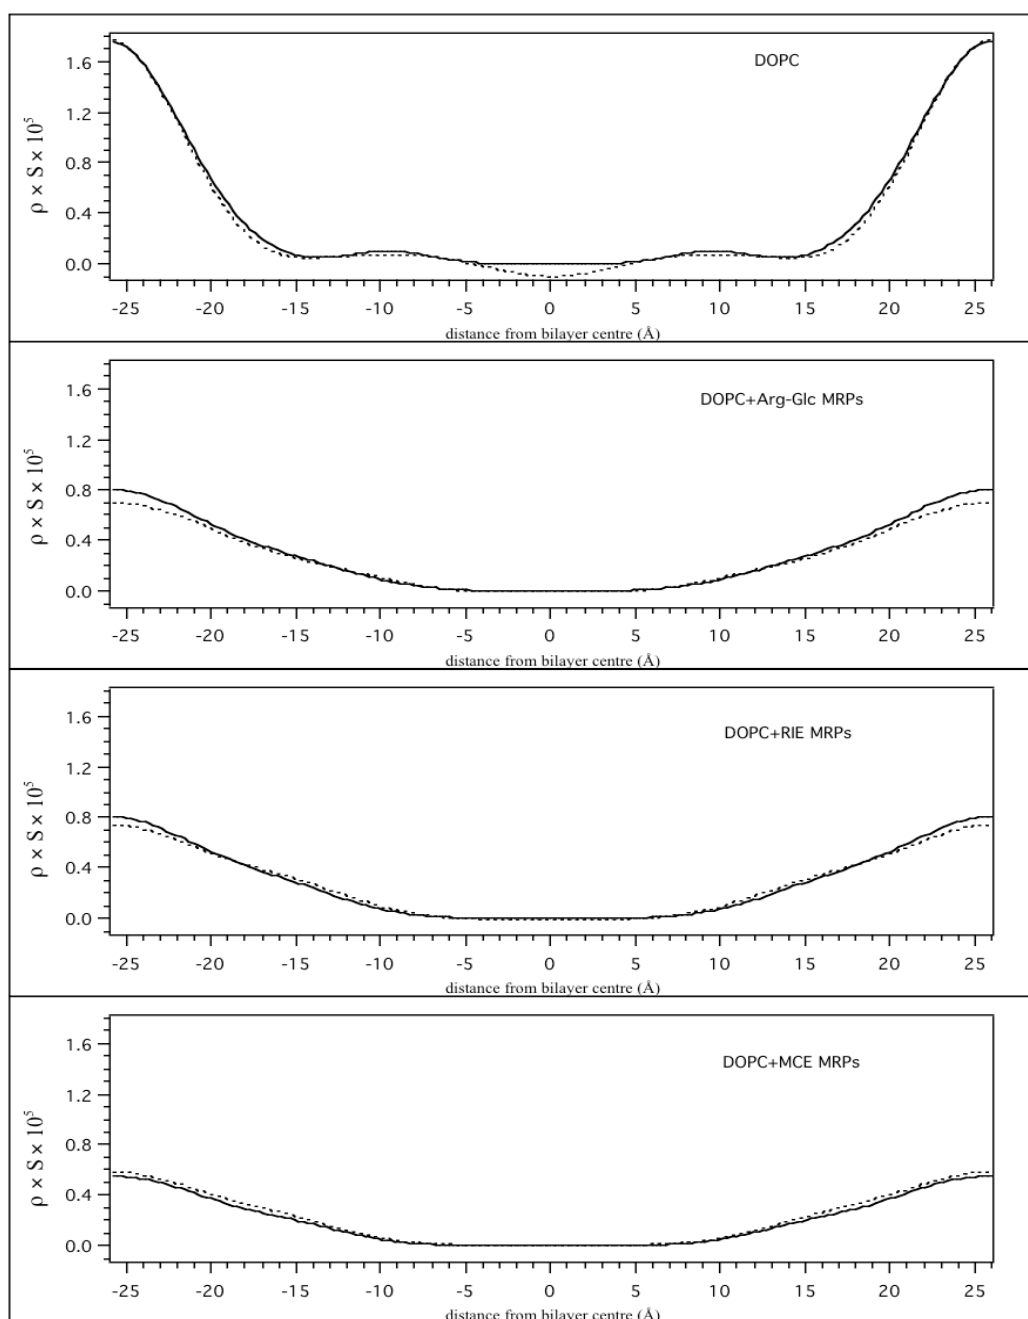 DOPC
ρ × S × 10⁵
1.6
1.2
0.8
0.4
0.0
-25 -20 -15 -10 -5 0 5 10 15 20 25
distance from bilayer centre (Å)
DOPC+Arg-Glc MRPs
ρ × S × 10⁵
1.6
1.2
0.8
0.4
0.0
-25 -20 -15 -10 -5 0 5 10 15 20 25
distance from bilayer centre (Å)
DOPC+RIE MRPs
ρ × S × 10⁵
1.6
1.2
0.8
0.4
0.0
-25 -20 -15 -10 -5 0 5 10 15 20 25
distance from bilayer centre (Å)
DOPC+MCE MRPs
ρ × S × 10⁵
1.6
1.2
0.8
0.4
0.0
-25 -20 -15 -10 -5 0 5 10 15 20 25
distance from bilayer centre (Å)